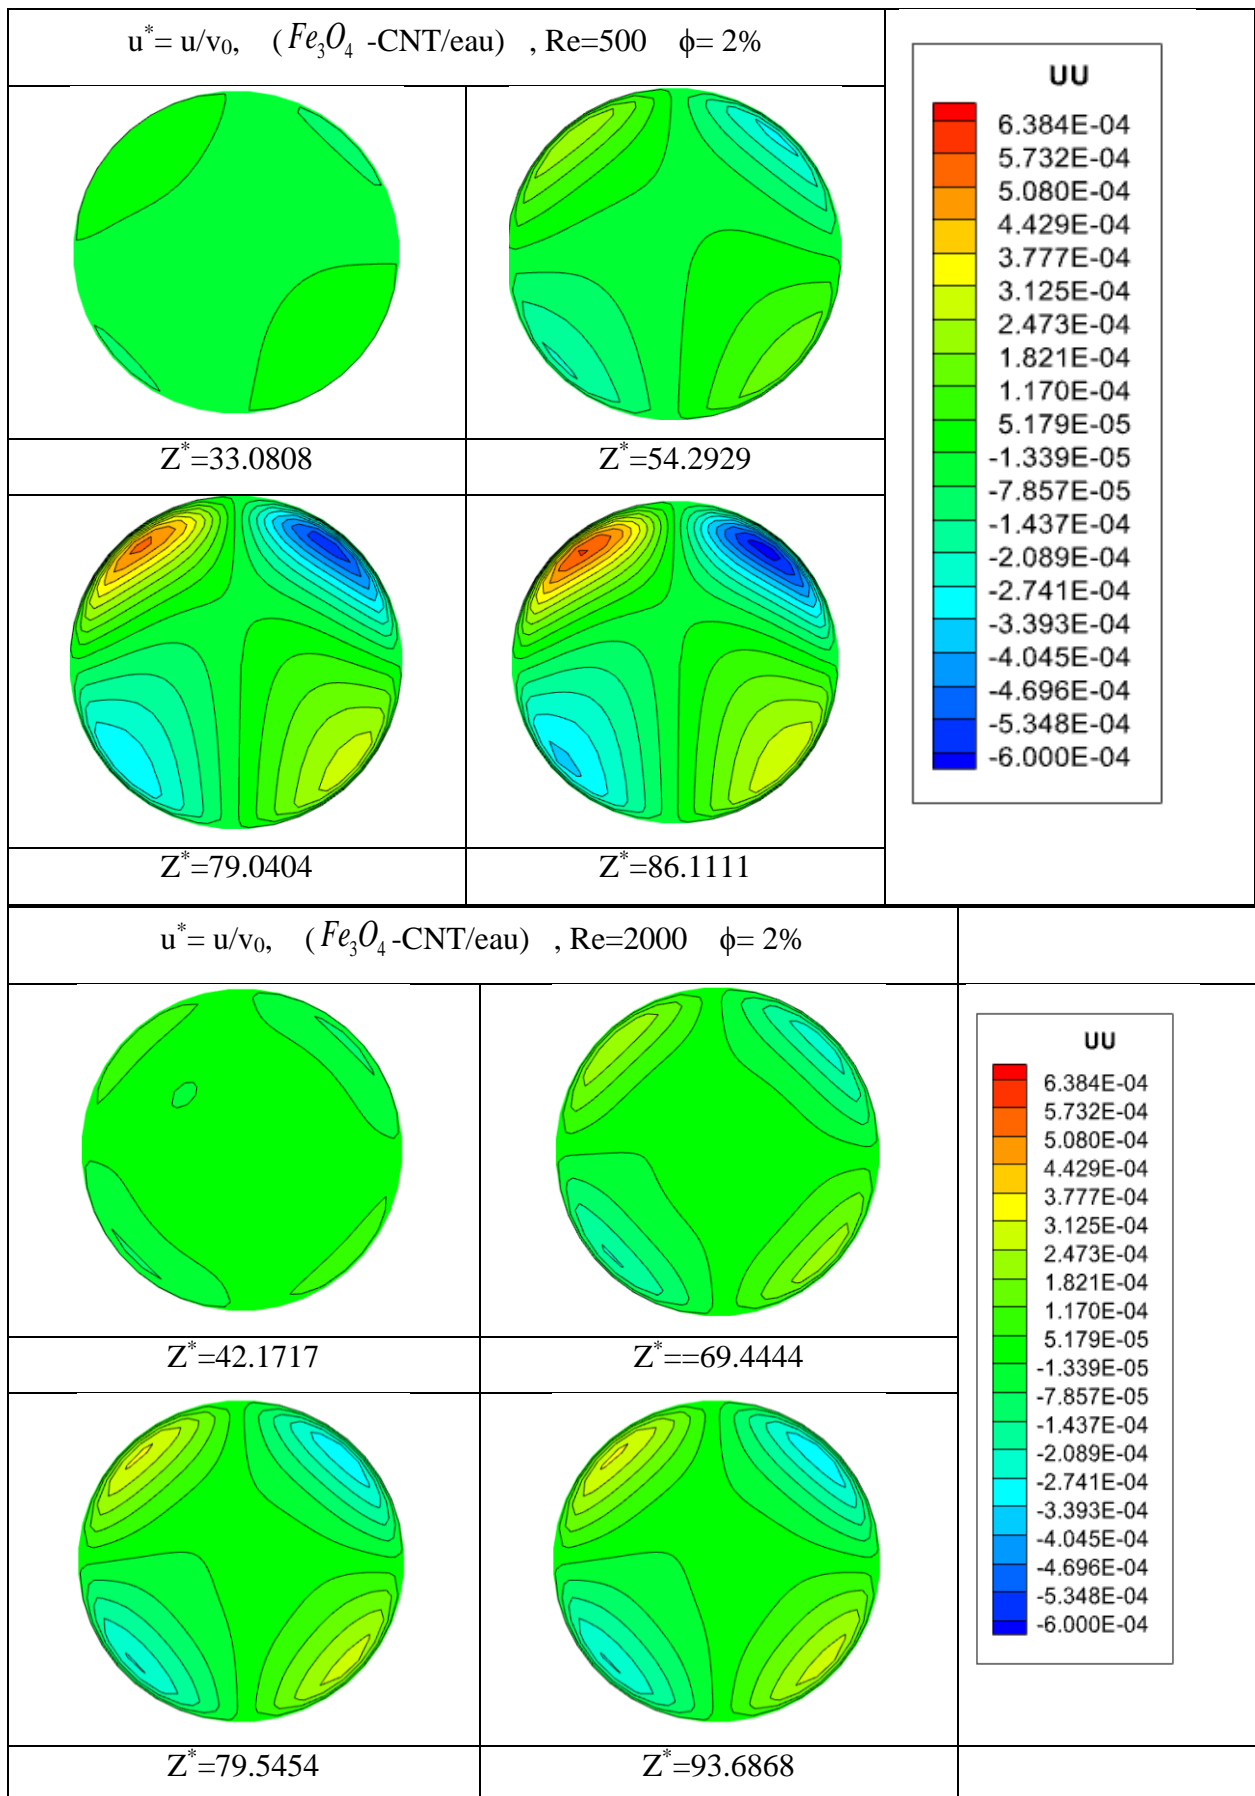 u*= u/v₀, (Fe₃O₄ -CNT/eau) , Re=500 ϕ= 2%
UU
6.384E-04
5.732E-04
5.080E-04
4.429E-04
3.777E-04
3.125E-04
2.473E-04
1.821E-04
1.170E-04
5.179E-05
-1.339E-05
-7.857E-05
-1.437E-04
-2.089E-04
-2.741E-04
-3.393E-04
-4.045E-04
-4.696E-04
-5.348E-04
-6.000E-04
Z*=33.0808
Z*=54.2929
Z*=79.0404
Z*=86.1111
u*= u/v₀, (Fe₃O₄ -CNT/eau) , Re=2000 ϕ= 2%
UU
6.384E-04
5.732E-04
5.080E-04
4.429E-04
3.777E-04
3.125E-04
2.473E-04
1.821E-04
1.170E-04
5.179E-05
-1.339E-05
-7.857E-05
-1.437E-04
-2.089E-04
-2.741E-04
-3.393E-04
-4.045E-04
-4.696E-04
-5.348E-04
-6.000E-04
Z*=42.1717
Z*==69.4444
Z*=79.5454
Z*=93.6868